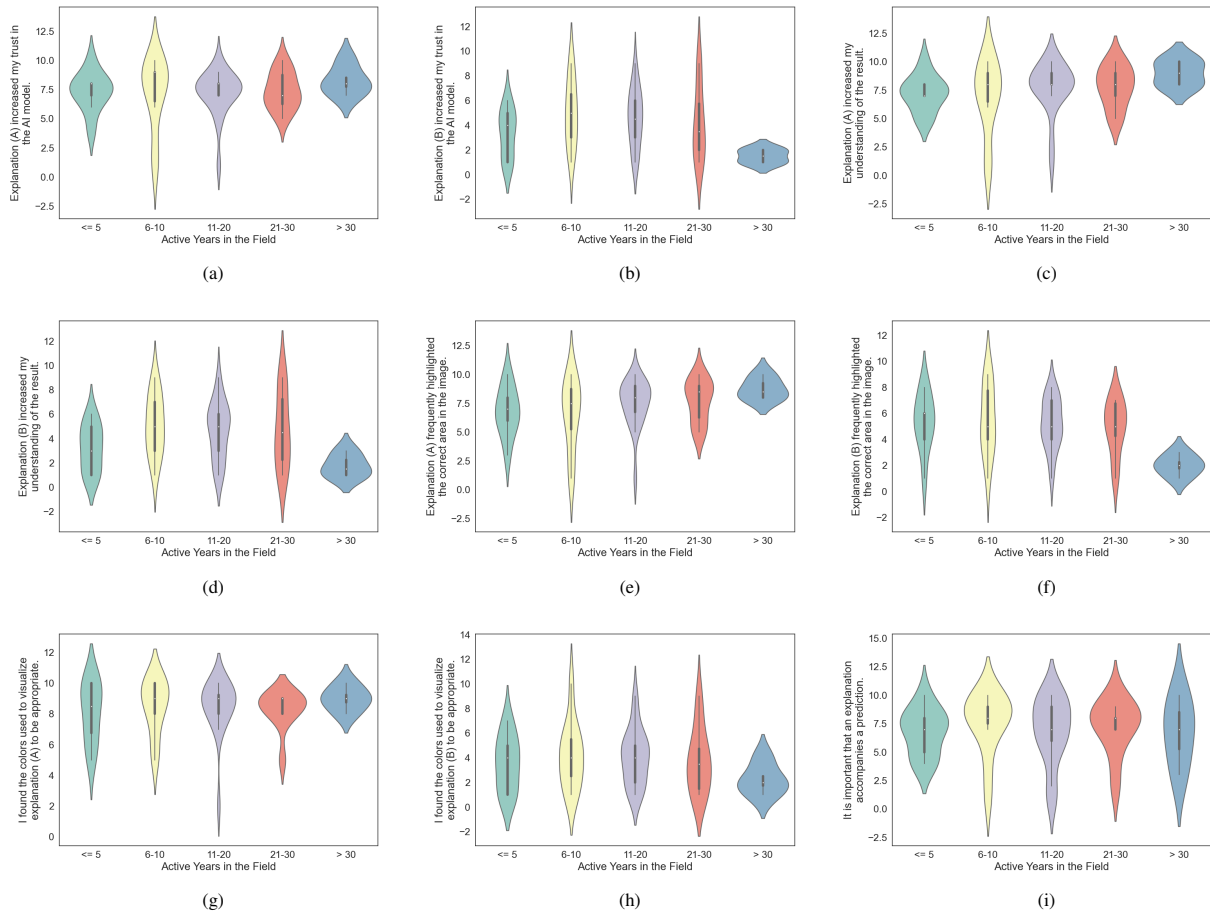 Explanation (A) increased my trust in
the AI model.
12.5
10.0
7.5
5.0
2.5
0.0
−2.5
<= 5 6-10 11-20 21-30 > 30
Active Years in the Field
(a)
Explanation (B) increased my trust in
the AI model.
12
10
8
6
4
2
0
−2
<= 5 6-10 11-20 21-30 > 30
Active Years in the Field
(b)
Explanation (A) increased my
understanding of the result.
12.5
10.0
7.5
5.0
2.5
0.0
−2.5
<= 5 6-10 11-20 21-30 > 30
Active Years in the Field
(c)
Explanation (B) increased my
understanding of the result.
12
10
8
6
4
2
0
−2
<= 5 6-10 11-20 21-30 > 30
Active Years in the Field
(d)
Explanation (A) frequently highlighted
the correct area in the image.
12.5
10.0
7.5
5.0
2.5
0.0
−2.5
<= 5 6-10 11-20 21-30 > 30
Active Years in the Field
(e)
Explanation (B) frequently highlighted
the correct area in the image.
12
10
8
6
4
2
0
−2
<= 5 6-10 11-20 21-30 > 30
Active Years in the Field
(f)
I found the colors used to visualize
explanation (A) to be appropriate.
12
10
8
6
4
2
0
<= 5 6-10 11-20 21-30 > 30
Active Years in the Field
(g)
I found the colors used to visualize
explanation (B) to be appropriate.
14
12
10
8
6
4
2
0
−2
<= 5 6-10 11-20 21-30 > 30
Active Years in the Field
(h)
It is important that an explanation
accompanies a prediction.
15.0
12.5
10.0
7.5
5.0
2.5
0.0
−2.5
<= 5 6-10 11-20 21-30 > 30
Active Years in the Field
(i)